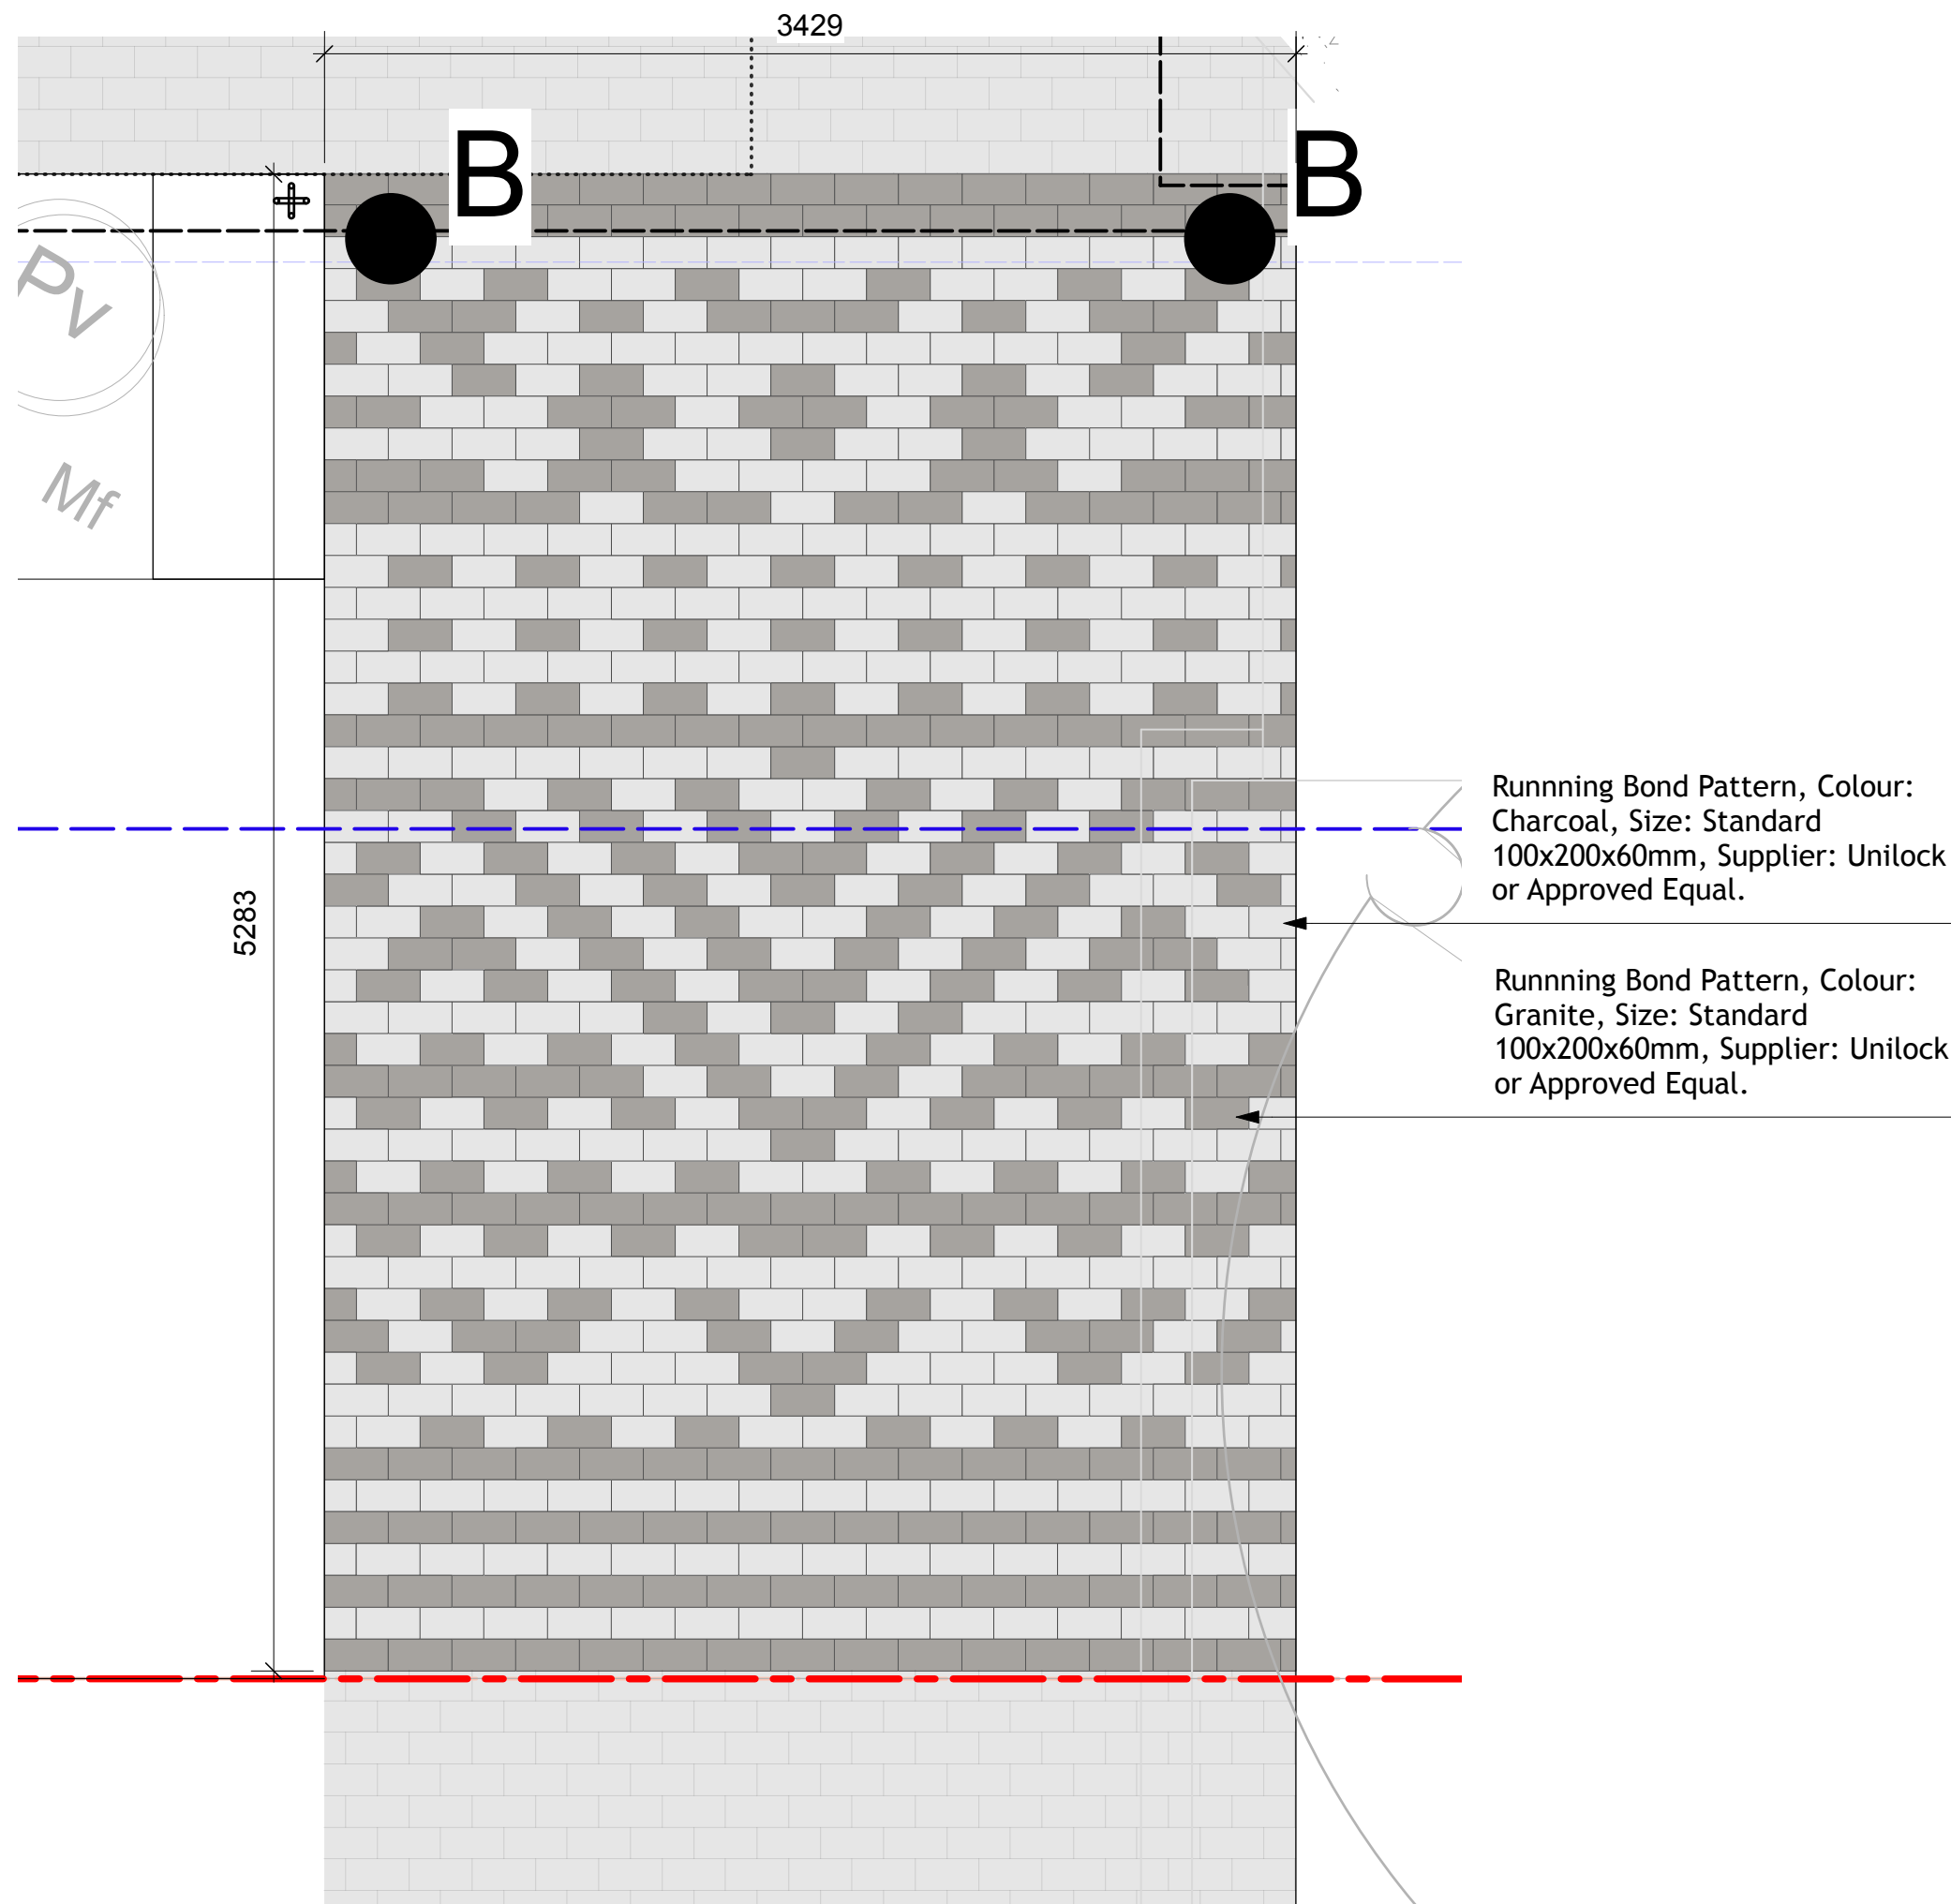 3429
B
B
Pv
Mf
5283
Runnning Bond Pattern, Colour:
Charcoal, Size: Standard
100x200x60mm, Supplier: Unilock
or Approved Equal.
Runnning Bond Pattern, Colour:
Granite, Size: Standard
100x200x60mm, Supplier: Unilock
or Approved Equal.